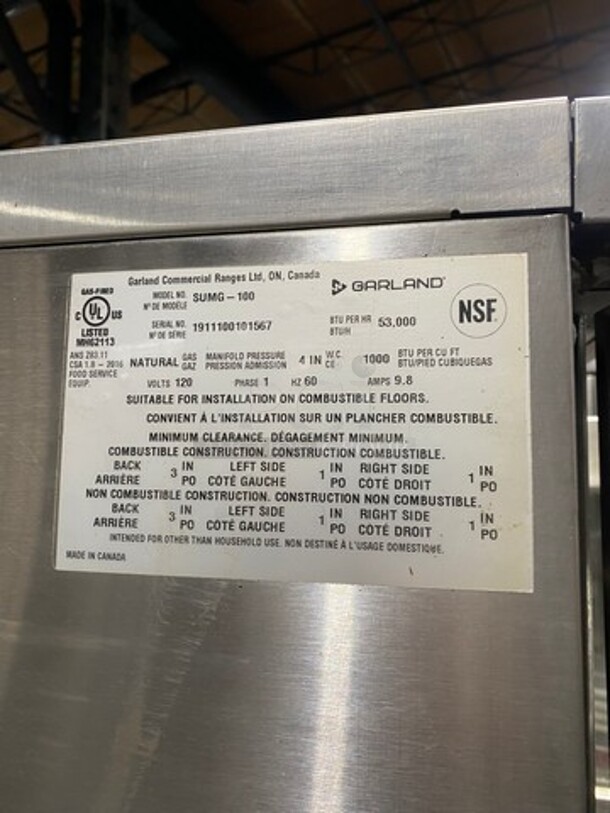 Garland Commercial Ranges Ltd, ON, Canada
GARLAND
GAS-FIRED
C UL US
LISTED
MH62113
MODEL NO. SUMG-100
Nº DE MODÈLE
NSF
SERIAL NO. 1911100101567
Nº DE SÉRIE
BTU PER HR 53,000
BTU/H
ANS Z83.11
CSA 1.8 - 2016
FOOD SERVICE
EQUIP.
NATURAL GAS MANIFOLD PRESSURE 4 IN W.C. 1000 BTU PER CU FT
GAZ PRESSION ADMISSION CE BTU/PIED CUBIQUEGAS
VOLTS 120 PHASE 1 HZ 60 AMPS 9.8
SUITABLE FOR INSTALLATION ON COMBUSTIBLE FLOORS.
CONVIENT À L'INSTALLATION SUR UN PLANCHER COMBUSTIBLE.
MINIMUM CLEARANCE. DÉGAGEMENT MINIMUM.
COMBUSTIBLE CONSTRUCTION. CONSTRUCTION COMBUSTIBLE.
BACK 3 IN LEFT SIDE 1 IN RIGHT SIDE 1 IN
ARRIÈRE PO CÔTÉ GAUCHE PO CÔTÉ DROIT PO
NON COMBUSTIBLE CONSTRUCTION. CONSTRUCTION NON COMBUSTIBLE.
BACK 3 IN LEFT SIDE 1 IN RIGHT SIDE 1 IN
ARRIÈRE PO CÔTÉ GAUCHE PO CÔTÉ DROIT PO
INTENDED FOR OTHER THAN HOUSEHOLD USE. NON DESTINÉ À L'USAGE DOMESTIQUE.
MADE IN CANADA